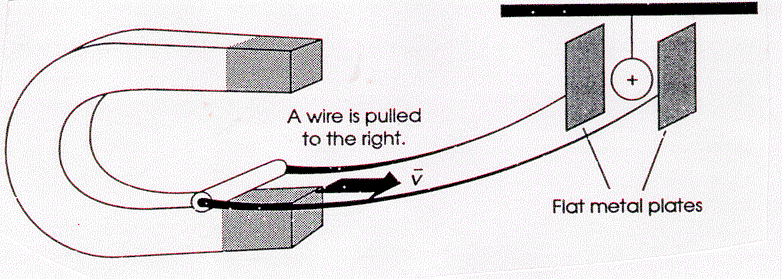 A wire is pulled
to the right.
+
v⃗
Flat metal plates